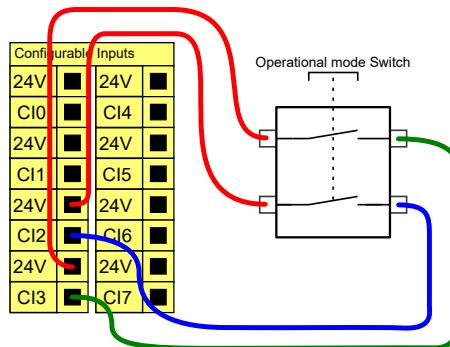 Configurable Inputs
Operational mode Switch
24V 24V
CI0 CI4
24V 24V
CI1 CI5
24V 24V
CI2 CI6
24V 24V
CI3 CI7